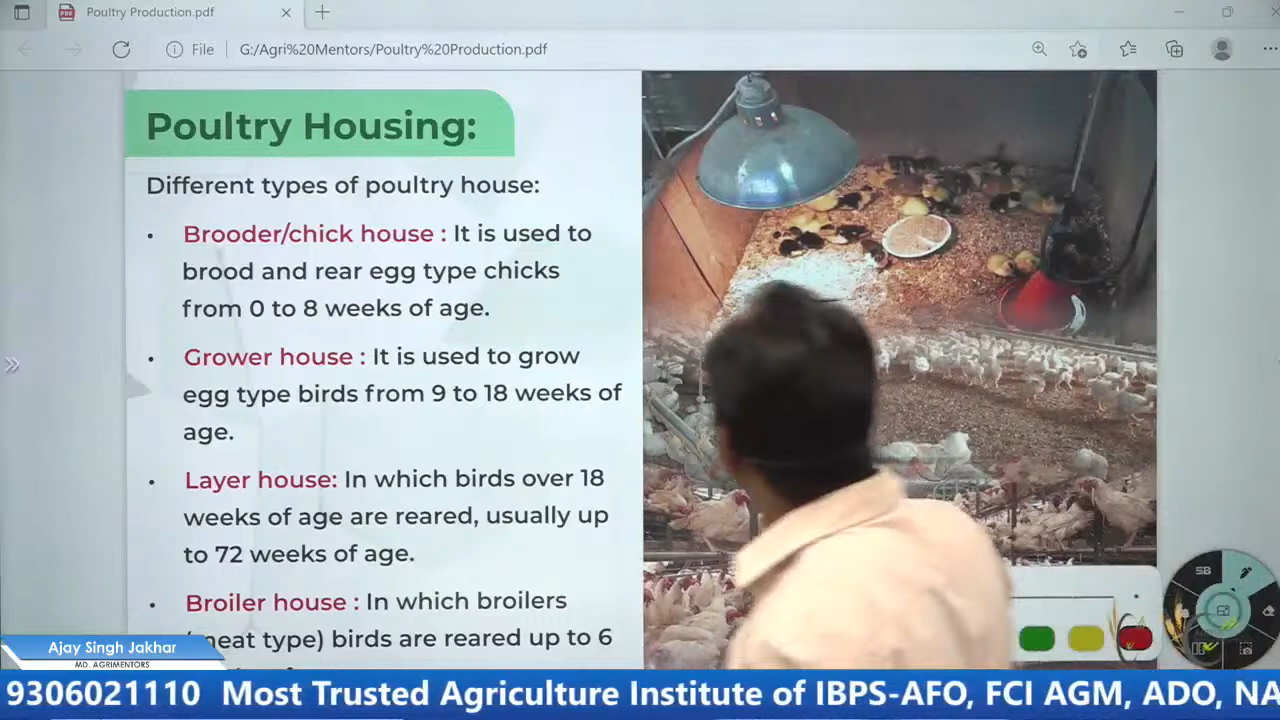 Poultry Production.pdf
File
G:/Agri%20Mentors/Poultry%20Production.pdf
Poultry Housing:
Different types of poultry house:
• Brooder/chick house : It is used to
brood and rear egg type chicks
from 0 to 8 weeks of age.
• Grower house : It is used to grow
egg type birds from 9 to 18 weeks of
age.
• Layer house: In which birds over 18
weeks of age are reared, usually up
to 72 weeks of age.
• Broiler house : In which broilers
type) birds are reared up to 6
SB
Ajay Singh Jakhar
MD. AGRIMENTORS
9306021110 Most Trusted Agriculture Institute of IBPS-AFO, FCI AGM, ADO, NA